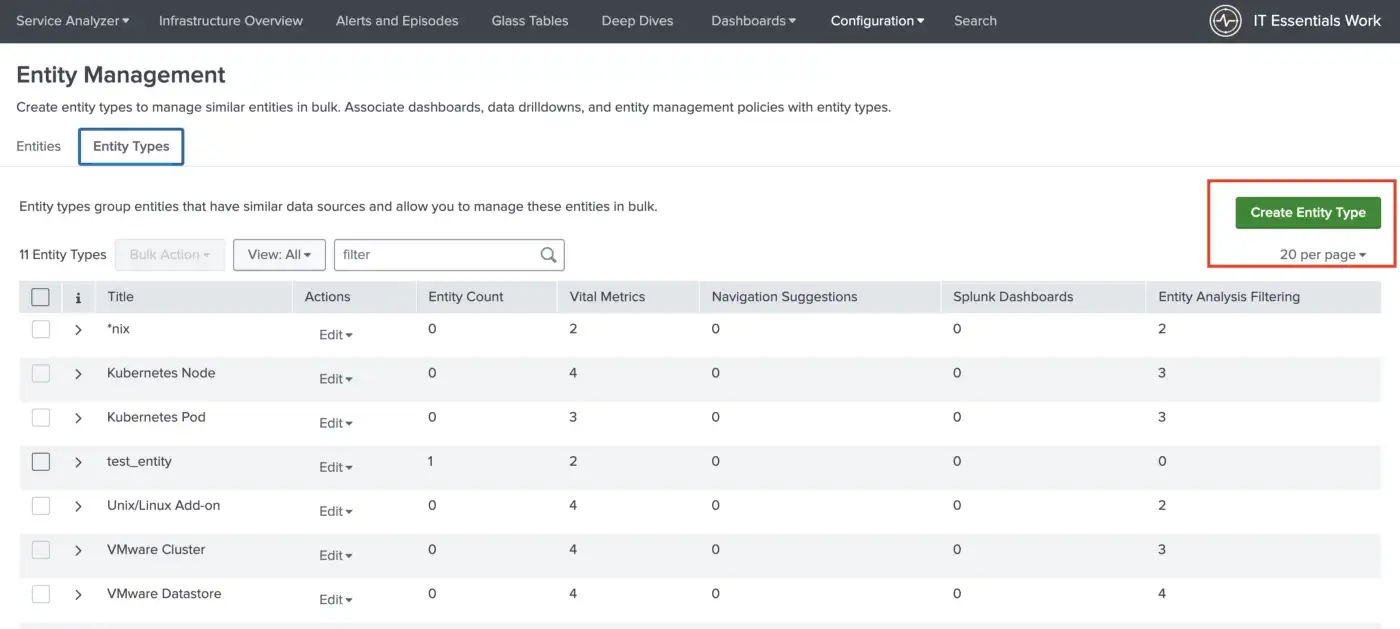 Service Analyzer Infrastructure Overview Alerts and Episodes Glass Tables Deep Dives Dashboards Configuration Search IT Essentials Work
Entity Management
Create entity types to manage similar entities in bulk. Associate dashboards, data drilldowns, and entity management policies with entity types.
Entities Entity Types
Entity types group entities that have similar data sources and allow you to manage these entities in bulk.
Create Entity Type
11 Entity Types Bulk Action View: All filter 20 per page
i Title Actions Entity Count Vital Metrics Navigation Suggestions Splunk Dashboards Entity Analysis Filtering
*nix Edit 0 2 0 0 2
Kubernetes Node Edit 0 4 0 0 3
Kubernetes Pod Edit 0 3 0 0 3
test_entity Edit 1 2 0 0 0
Unix/Linux Add-on Edit 0 4 0 0 2
VMware Cluster Edit 0 4 0 0 3
VMware Datastore Edit 0 4 0 0 4